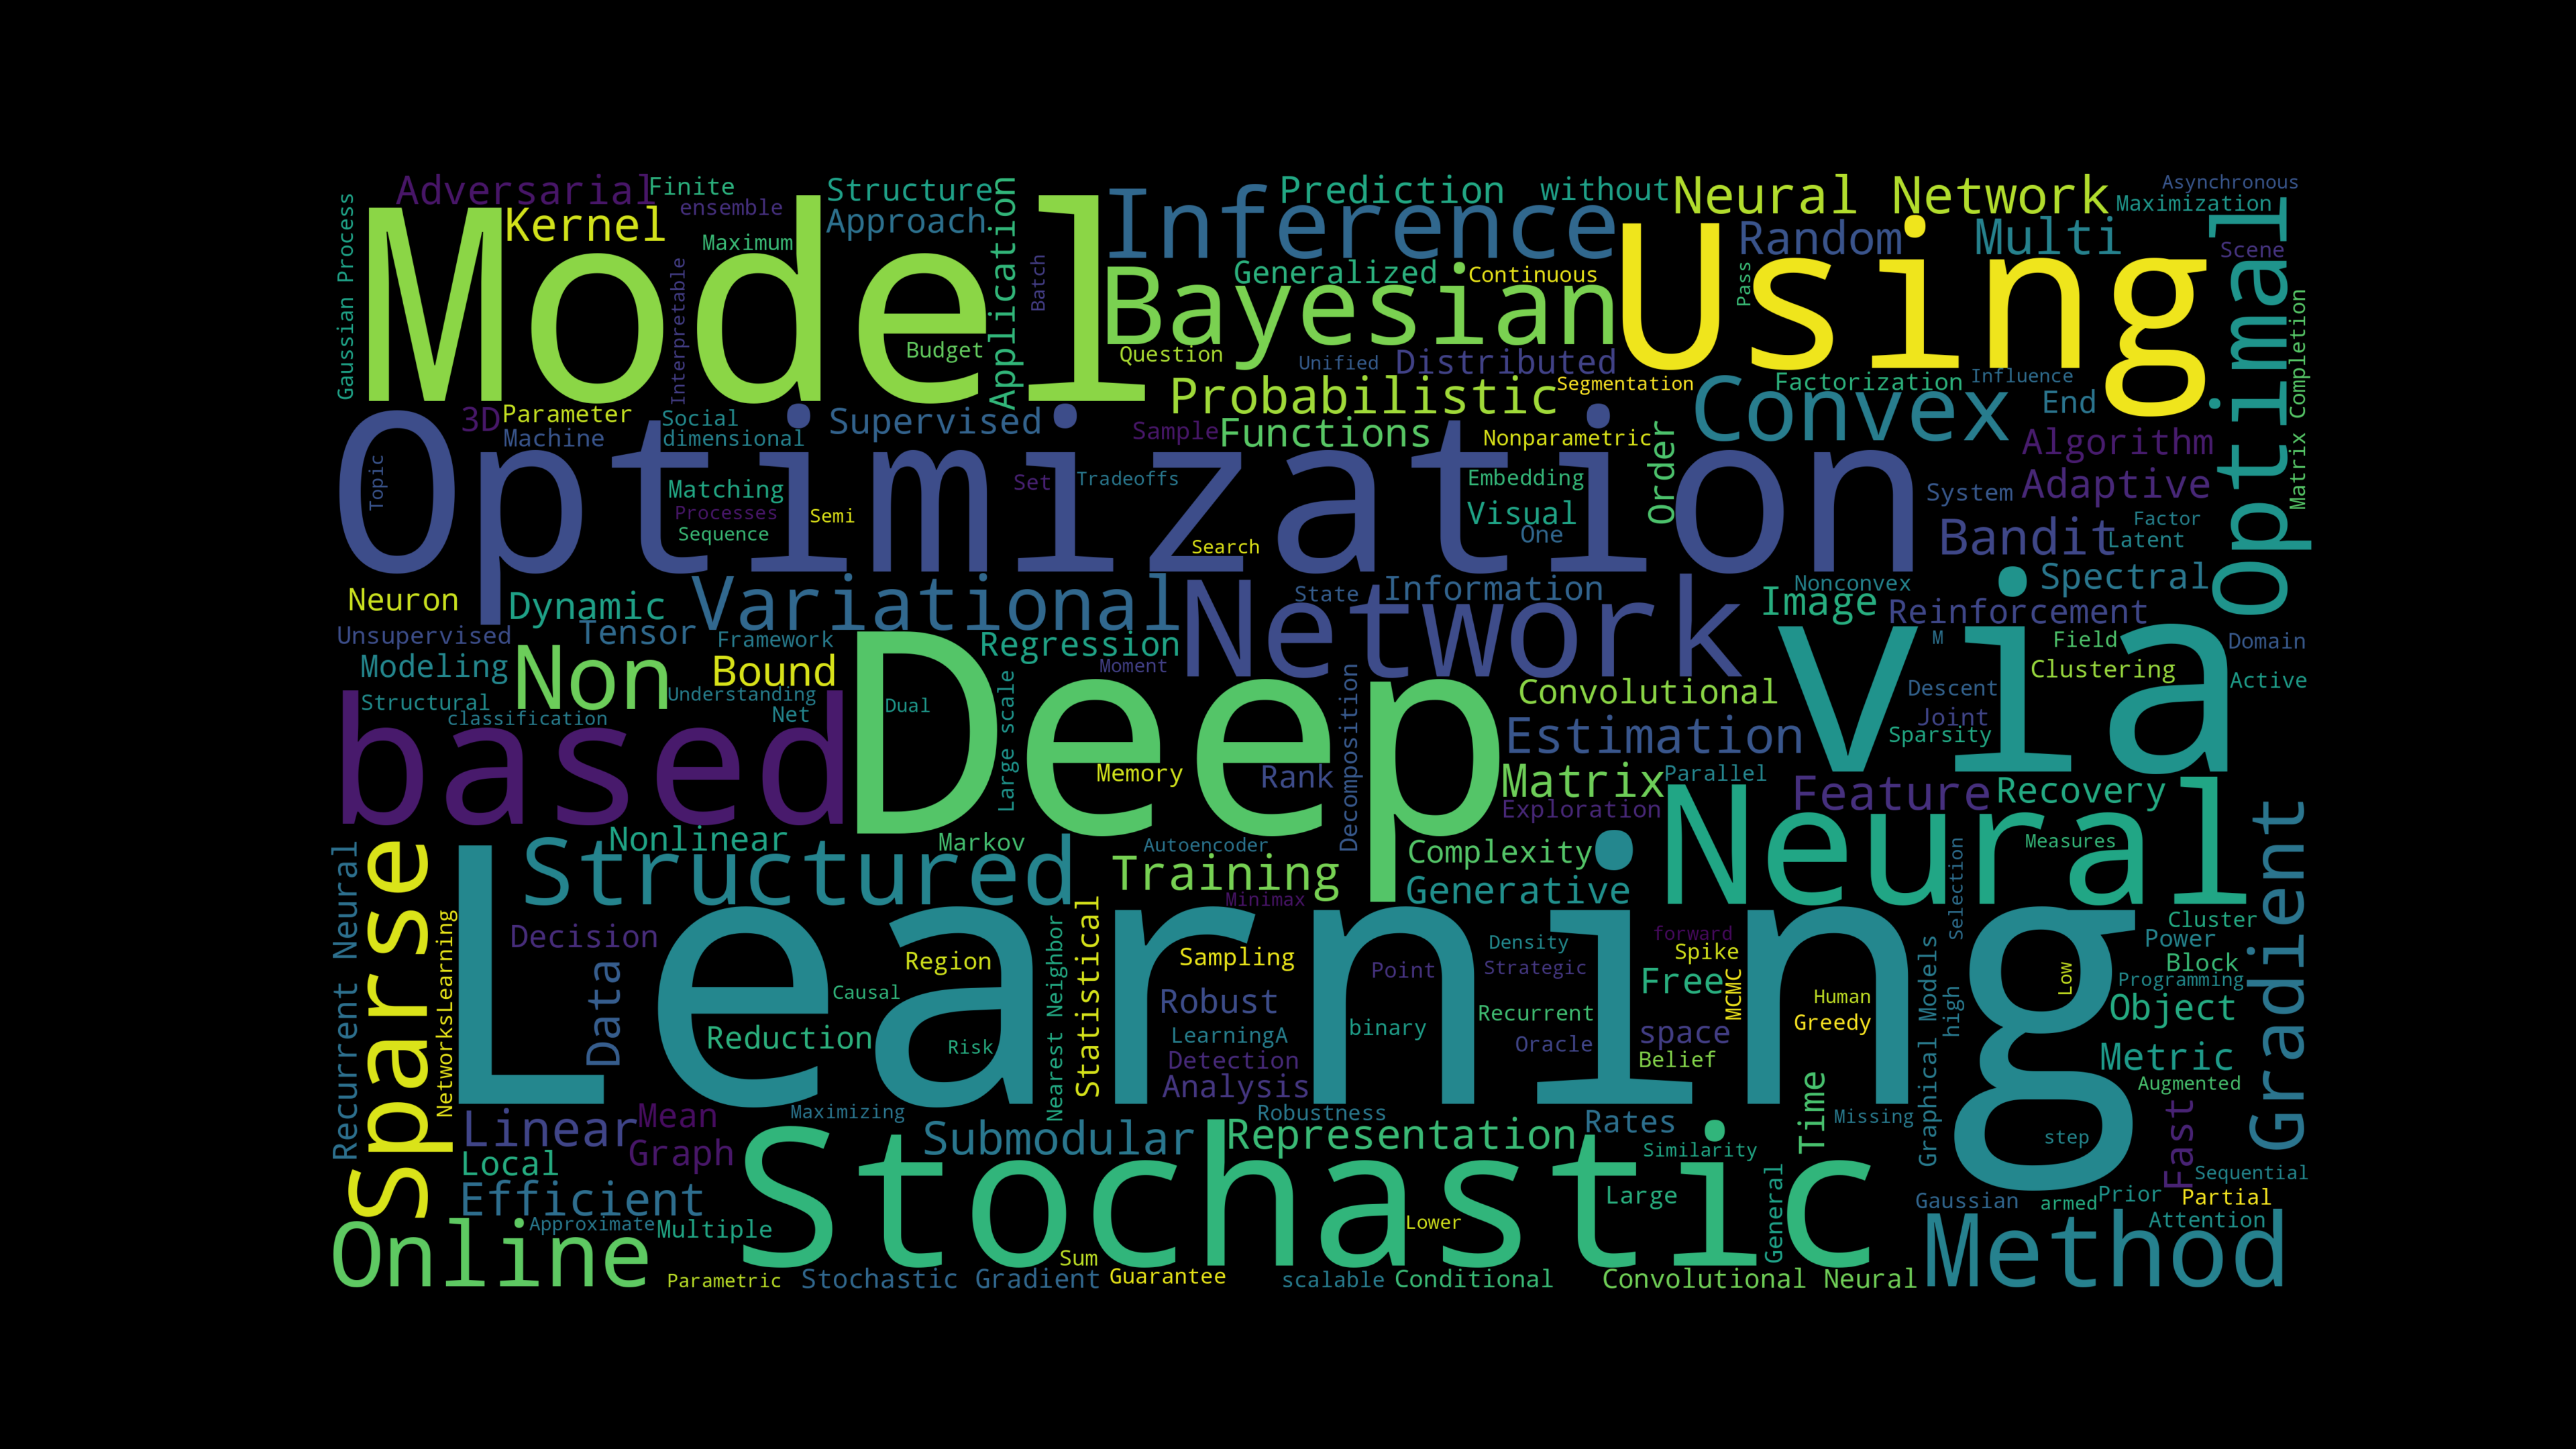 Adversarial
Finite
Structure
Inference
Prediction
without
Neural Network
Asynchronous
Maximization
Gaussian Process
Model
Kernel
ensemble
Approach
Application
Maximum
Interpretable
Batch
Budget
Generalized
Continuous
Bayesian
Question
Unified
Distributed
Using
Random
Multi
Pass
Scene
Optimal
Matrix Completion
Probabilistic
Segmentation
Factorization
Influence
Convex
End
3D
Parameter
Social
Supervised
Sample
Functions
Nonparametric
Order
Algorithm
Machine
dimensional
Optimization
Topic
Matching
Set
Tradeoffs
Embedding
System
Adaptive
Processes
Semi
Visual
Bandit
Factor
Sequence
Search
One
Latent
Neuron
Dynamic
Variational
Network
State
Information
Nonconvex
Spectral
Image
Reinforcement
Unsupervised
Tensor
Framework
Regression
M
Field
Domain
Modeling
Non
Bound
Moment
via
Clustering
Structural
Understanding
Deep
Dual
Large scale
Convolutional
Descent
Active
classification
Net
based
Decomposition
Estimation
Joint
Sparsity
Memory
Rank
Matrix
Parallel
Feature
Recovery
Exploration
Neural
Nonlinear
Markov
Autoencoder
Complexity
Measures
Gradient
Recurrent Neural
Sparse
Structured
Training
Generative
Minimax
Selection
NetworksLearning
Learning
Decision
Statistical
Nearest Neighbor
Density
forward
Cluster
Region
Sampling
Point
Strategic
Spike
Power
Data
Causal
Robust
Free
MCMC
Human
Low
Block
Programming
Reduction
Risk
LearningA
binary
Recurrent
Greedy
high
Object
Detection
Oracle
space
Graphical Models
Analysis
Belief
Metric
Augmented
Linear
Mean
Maximizing
Robustness
Rates
Time
Missing
Fast
Graph
Submodular
Representation
Similarity
step
Local
Stochastic
Sequential
Efficient
Large
General
Gaussian
armed
Prior
Partial
Online
Approximate
Multiple
Lower
Method
Attention
Parametric
Stochastic Gradient
Sum
Guarantee
scalable
Conditional
Convolutional Neural